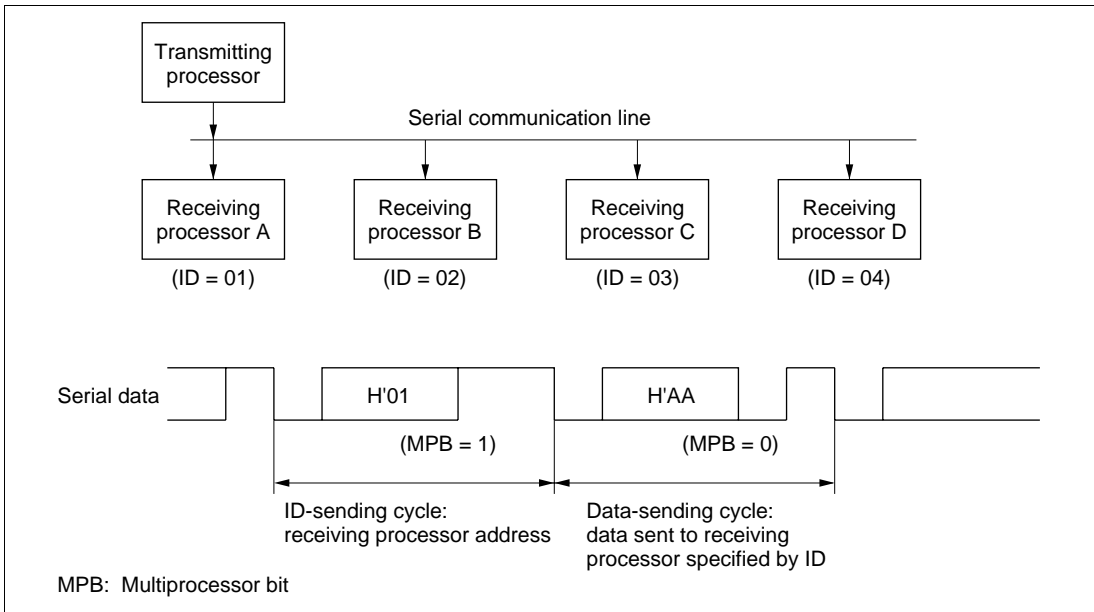 Transmitting
processor
Serial communication line
Receiving
processor A
Receiving
processor B
Receiving
processor C
Receiving
processor D
(ID = 01)
(ID = 02)
(ID = 03)
(ID = 04)
Serial data
H'01
H'AA
(MPB = 1)
(MPB = 0)
ID-sending cycle:
receiving processor address
Data-sending cycle:
data sent to receiving
processor specified by ID
MPB: Multiprocessor bit